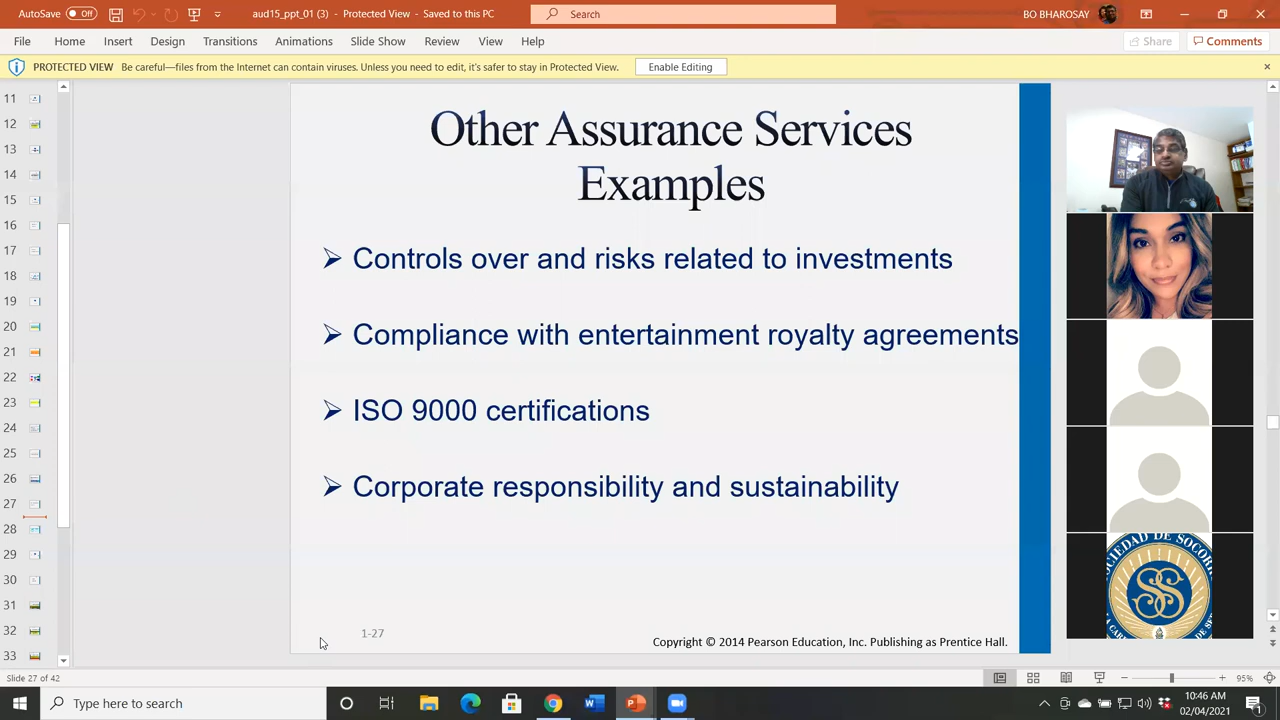 AutoSave Off aud15_ppt_01 (3) - Protected View - Saved to this PC Search BO BHAROSAY
File Home Insert Design Transitions Animations Slide Show Review View Help Share Comments
PROTECTED VIEW Be careful—files from the Internet can contain viruses. Unless you need to edit, it's safer to stay in Protected View. Enable Editing
11
12
13
14
15
16
17
18
19
20
21
22
23
24
25
26
27
28
29
30
31
32
33
Other Assurance Services
Examples
Controls over and risks related to investments
Compliance with entertainment royalty agreements
ISO 9000 certifications
Corporate responsibility and sustainability
1-27
Copyright © 2014 Pearson Education, Inc. Publishing as Prentice Hall.
SOCIEDAD DE SOCORR
Slide 27 of 42 95%
Type here to search
10:46 AM
02/04/2021